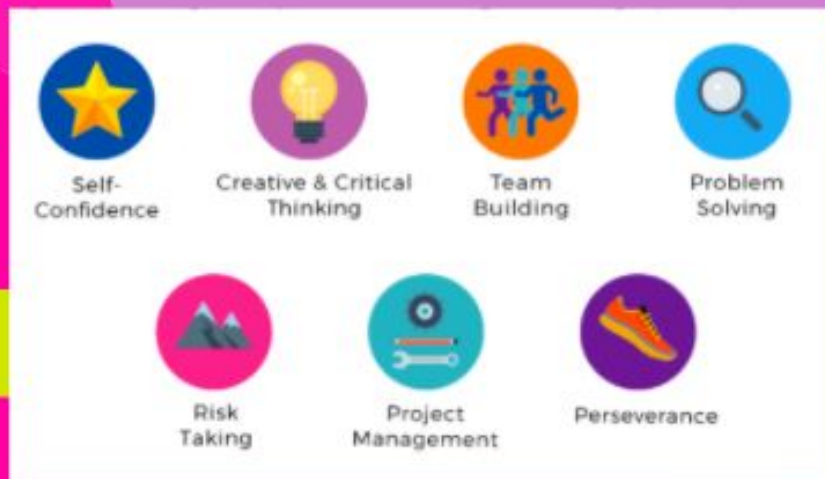 Self-
Confidence
Creative & Critical
Thinking
Team
Building
Problem
Solving
Risk
Taking
Project
Management
Perseverance